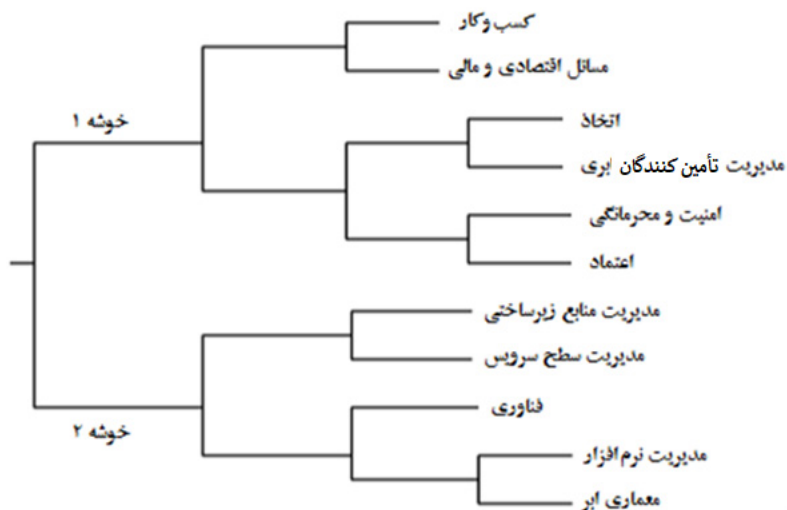 کسب وکار
مسائل اقتصادی و مالی
خوشه ۱
اتخاذ
مدیریت تأمین کنندگان ابری
امنیت و محرمانگی
اعتماد
مدیریت منابع زیرساختی
مدیریت سطح سرویس
فناوری
خوشه ۲
مدیریت نرم افزار
معماری ابر